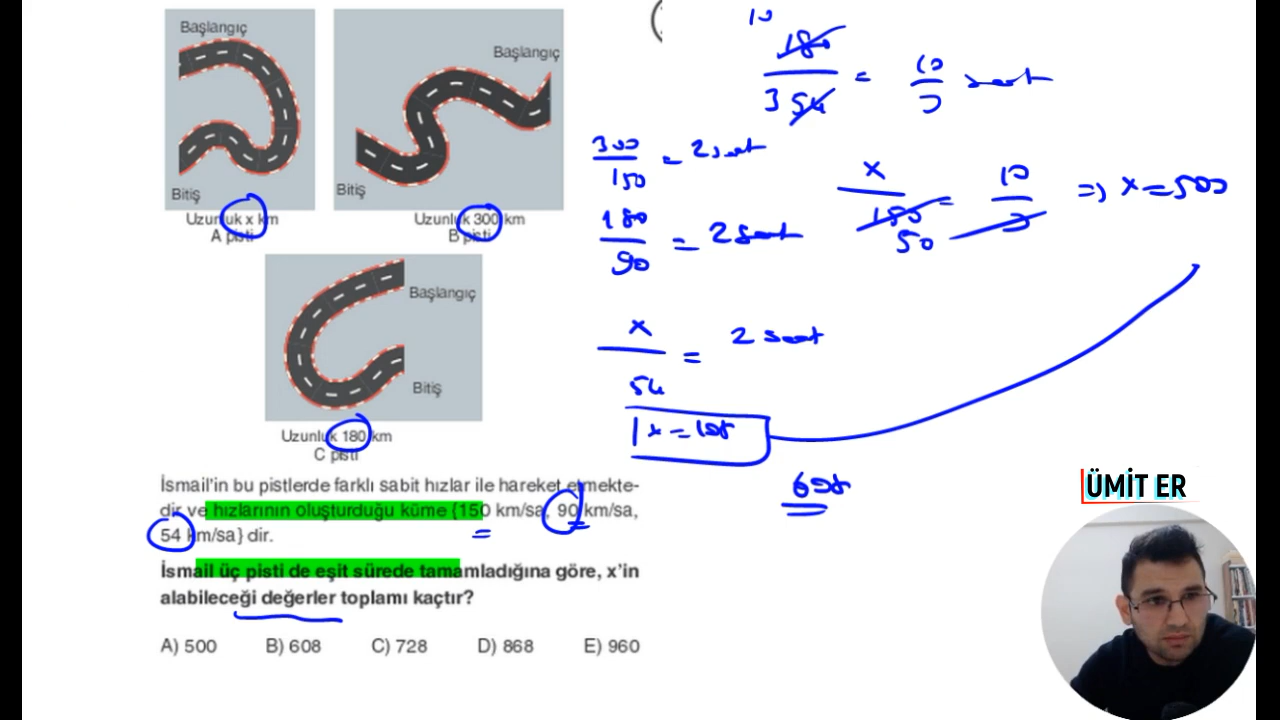 Başlangıç
Bitiş
Uzunluk x km
A pisti
Başlangıç
Bitiş
Uzunluk 300 km
B pisti
Başlangıç
Bitiş
Uzunluk 180 km
C pisti
İsmail'in bu pistlerde farklı sabit hızlar ile hareket etmekte-
dir ve hızlarının oluşturduğu küme {150 km/sa, 90 km/sa,
54 km/sa} dir.
İsmail üç pisti de eşit sürede tamamladığına göre, x'in
alabileceği değerler toplamı kaçtır?
A) 500 B) 608 C) 728 D) 868 E) 960
300/150 = 2 saat
180/90 = 2 saat
x/54 = 2 saat
x = 108
10
180/54 = 10/3 saat
3
x/150 = 10/3 => x = 500
50
608
ÜMİT ER